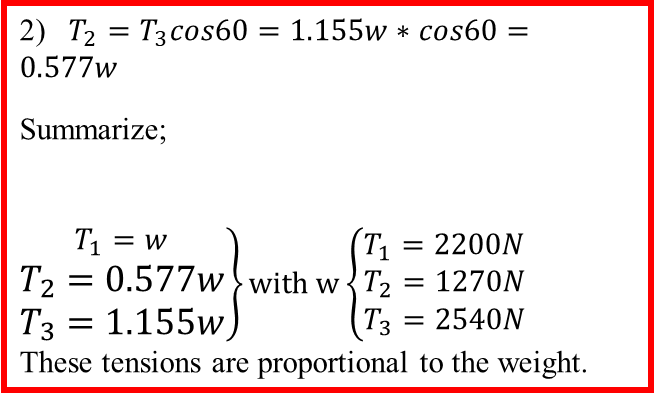 2) T₂ = T₃cos60 = 1.155w ∗ cos60 =
0.577w
Summarize;
T₁ = w
T₂ = 0.577w
T₃ = 1.155w
} with w {
T₁ = 2200N
T₂ = 1270N
T₃ = 2540N
These tensions are proportional to the weight.